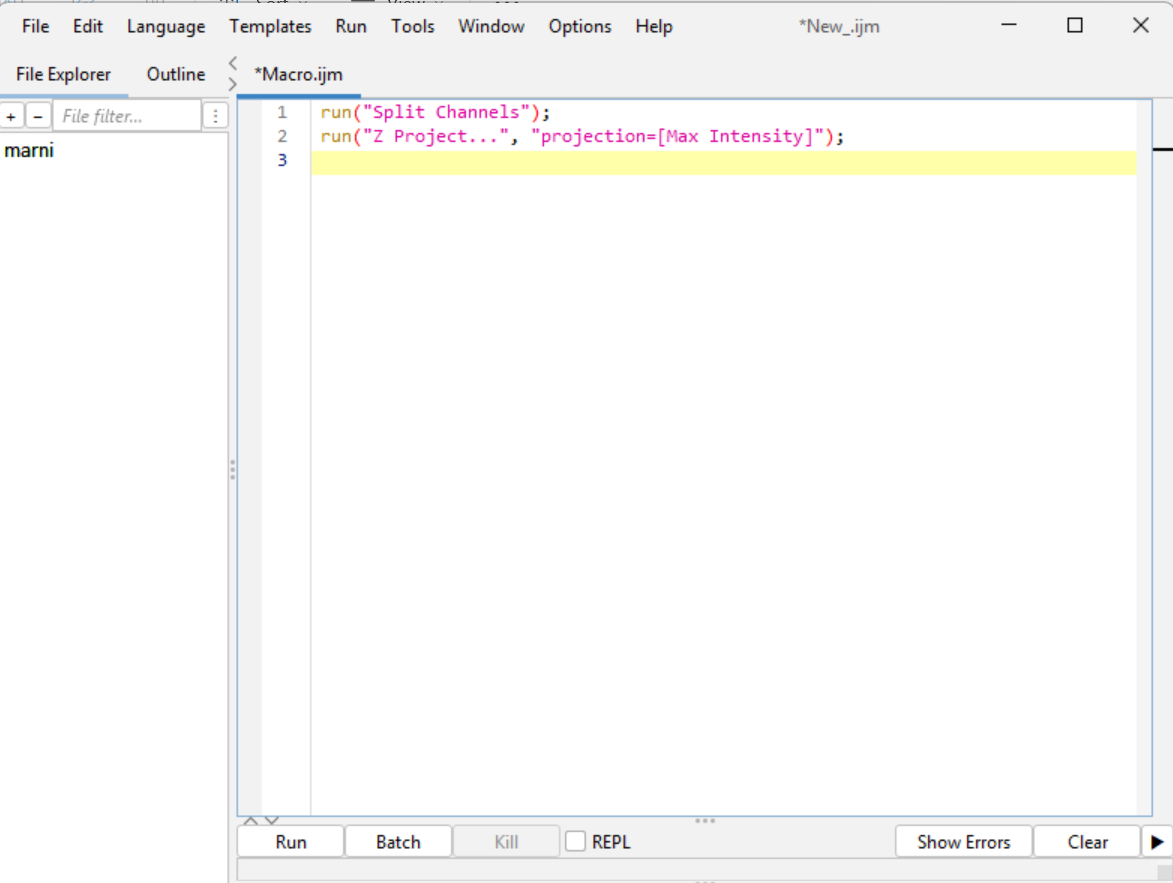 File Edit Language Templates Run Tools Window Options Help *New_.ijm
File Explorer Outline *Macro.ijm
+ - File filter...
marni
1 run("Split Channels");
2 run("Z Project...", "projection=[Max Intensity]");
3
Run Batch Kill REPL Show Errors Clear